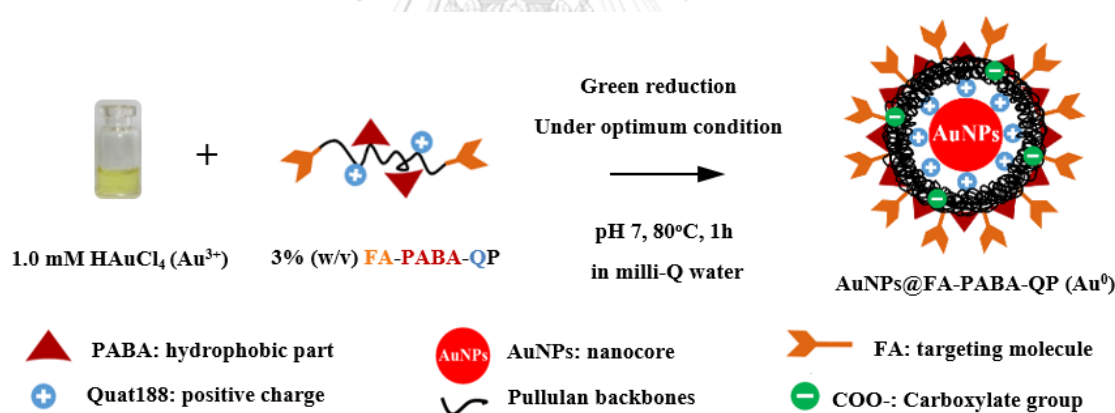 Green reduction
Under optimum condition
+
pH 7, 80°C, 1h
in milli-Q water
AuNPs
1.0 mM HAuCl₄ (Au³⁺)
3% (w/v) FA-PABA-QP
AuNPs@FA-PABA-QP (Au⁰)
PABA: hydrophobic part
AuNPs
AuNPs: nanocore
FA: targeting molecule
Quat188: positive charge
Pullulan backbones
COO-: Carboxylate group